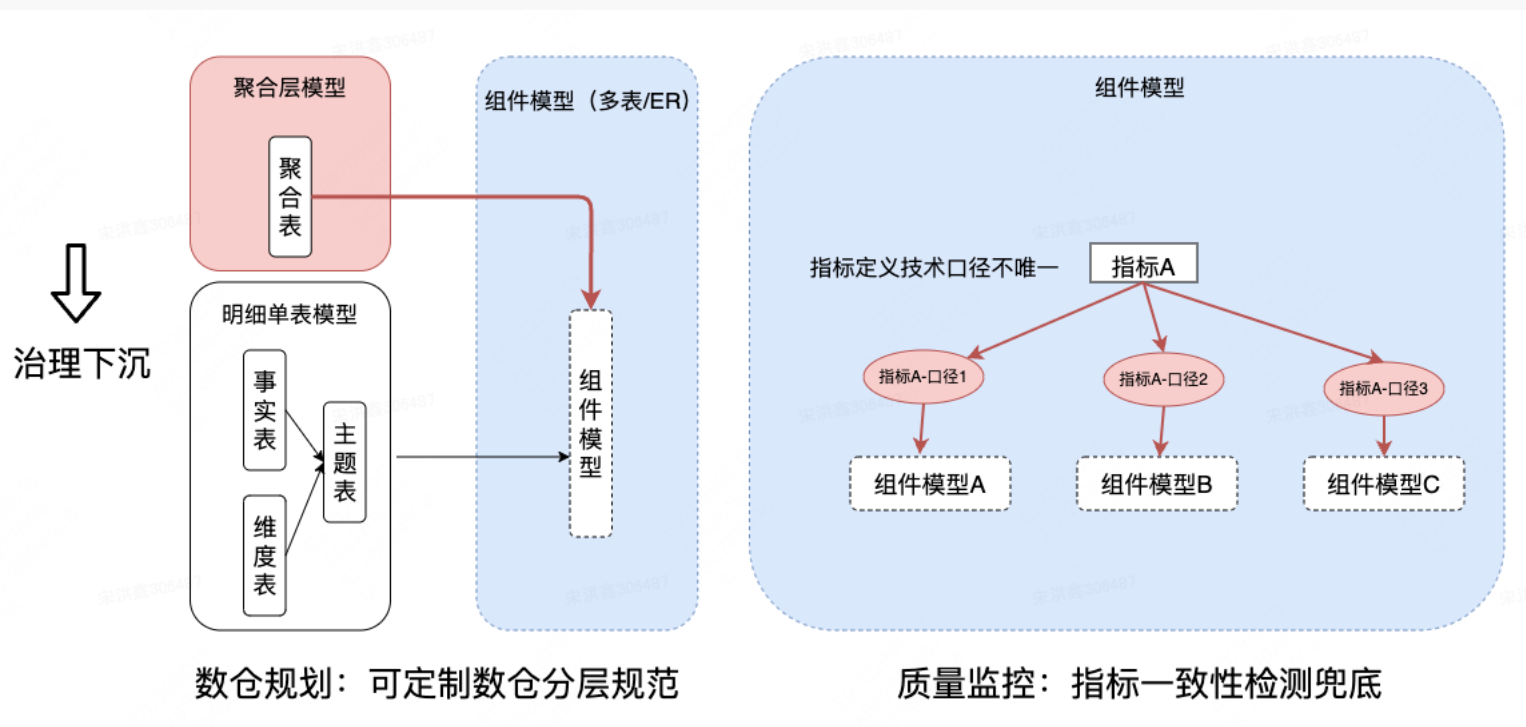 聚合层模型
聚合表
治理下沉
明细单表模型
事实表
主题表
维度表
组件模型（多表/ER）
组件模型
数仓规划：可定制数仓分层规范
组件模型
指标定义技术口径不唯一
指标A
指标A-口径1
指标A-口径2
指标A-口径3
组件模型A
组件模型B
组件模型C
质量监控：指标一致性检测兜底